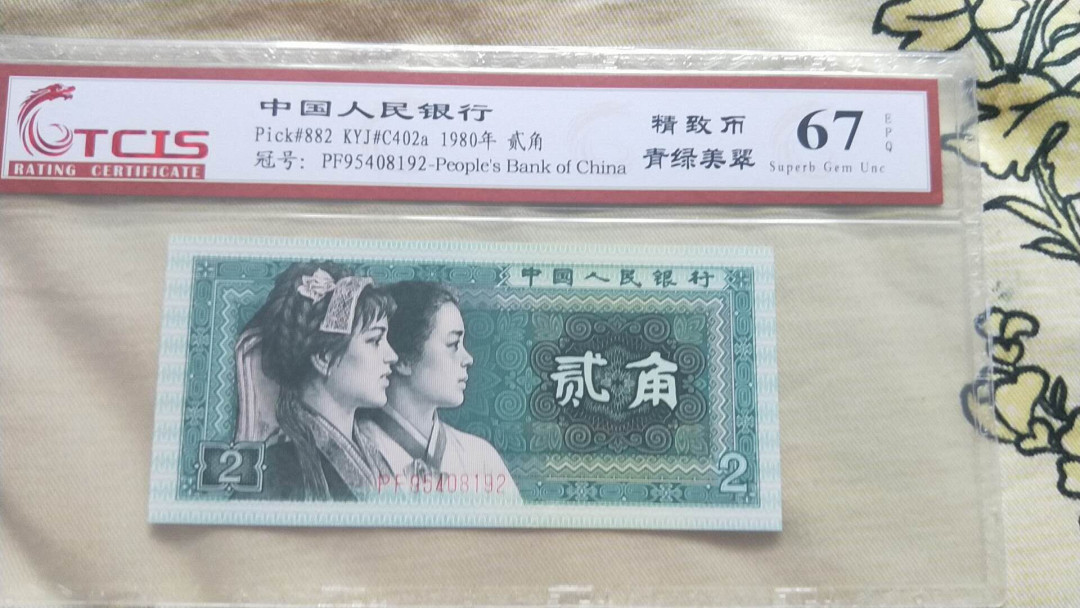 TCIS
RATING CERTIFICATE
中国人民银行
Pick#882 KYJ#C402a 1980年 贰角
冠号: PF95408192-People's Bank of China
精致币
青绿美翠
67
EPQ
Superb Gem Unc
中国人民银行
贰角
2
2
PF95408192